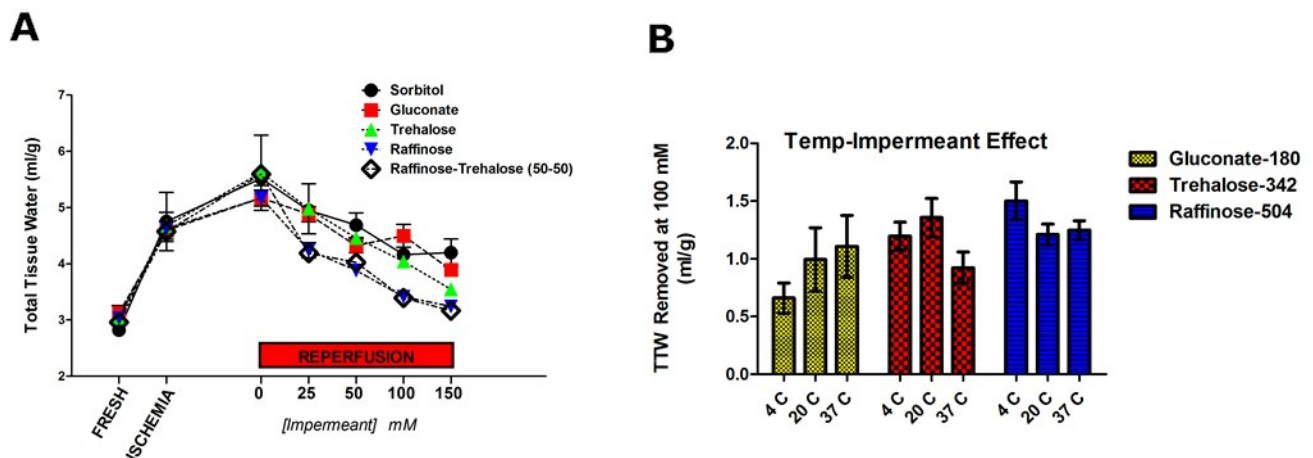 A
Total Tissue Water (ml/g)
7
6
5
4
3
2
Sorbitol
Gluconate
Trehalose
Raffinose
Raffinose-Trehalose (50-50)
REPERFUSION
FRESH
ISCHEMIA
0 25 50 100 150
[Impermeant] mM
B
Temp-Impermeant Effect
TTW Removed at 100 mM
(ml/g)
2.0
1.5
1.0
0.5
0.0
4 C 20 C 37 C 4 C 20 C 37 C 4 C 20 C 37 C
Gluconate-180
Trehalose-342
Raffinose-504